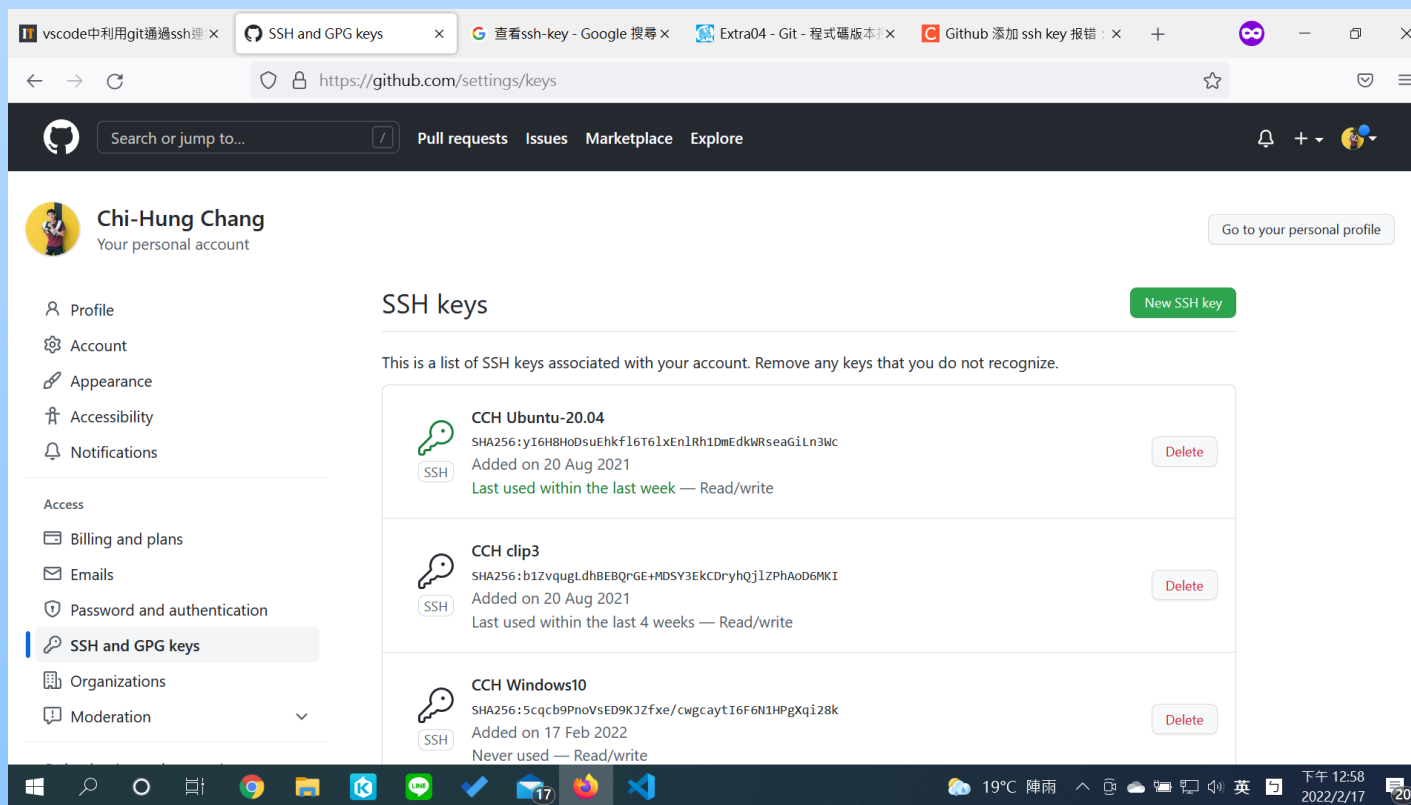 vscode中利用git通過ssh連
SSH and GPG keys
查看ssh-key - Google 搜尋
Extra04 - Git - 程式碼版本
Github 添加 ssh key 报错
https://github.com/settings/keys
Search or jump to...
/
Pull requests
Issues
Marketplace
Explore
Chi-Hung Chang
Your personal account
Go to your personal profile
Profile
Account
Appearance
Accessibility
Notifications
Access
Billing and plans
Emails
Password and authentication
SSH and GPG keys
Organizations
Moderation
SSH keys
New SSH key
This is a list of SSH keys associated with your account. Remove any keys that you do not recognize.
CCH Ubuntu-20.04
SHA256:yI6H8HoDsuEhkfl6T6lxEnlRh1DmEdkWRseaGiLn3Wc
SSH
Added on 20 Aug 2021
Last used within the last week — Read/write
Delete
CCH clip3
SHA256:b1ZvqugLdhBEBQrGE+MDSY3EkCDryhQjlZPhAoD6MKI
SSH
Added on 20 Aug 2021
Last used within the last 4 weeks — Read/write
Delete
CCH Windows10
SHA256:5cqcb9PnoVsED9KJZfxe/cwgcaytI6F6N1HPgXqi28k
SSH
Added on 17 Feb 2022
Never used — Read/write
Delete
LINE
17
19°C 陣雨
英
ㄅ
下午 12:58
2022/2/17
20